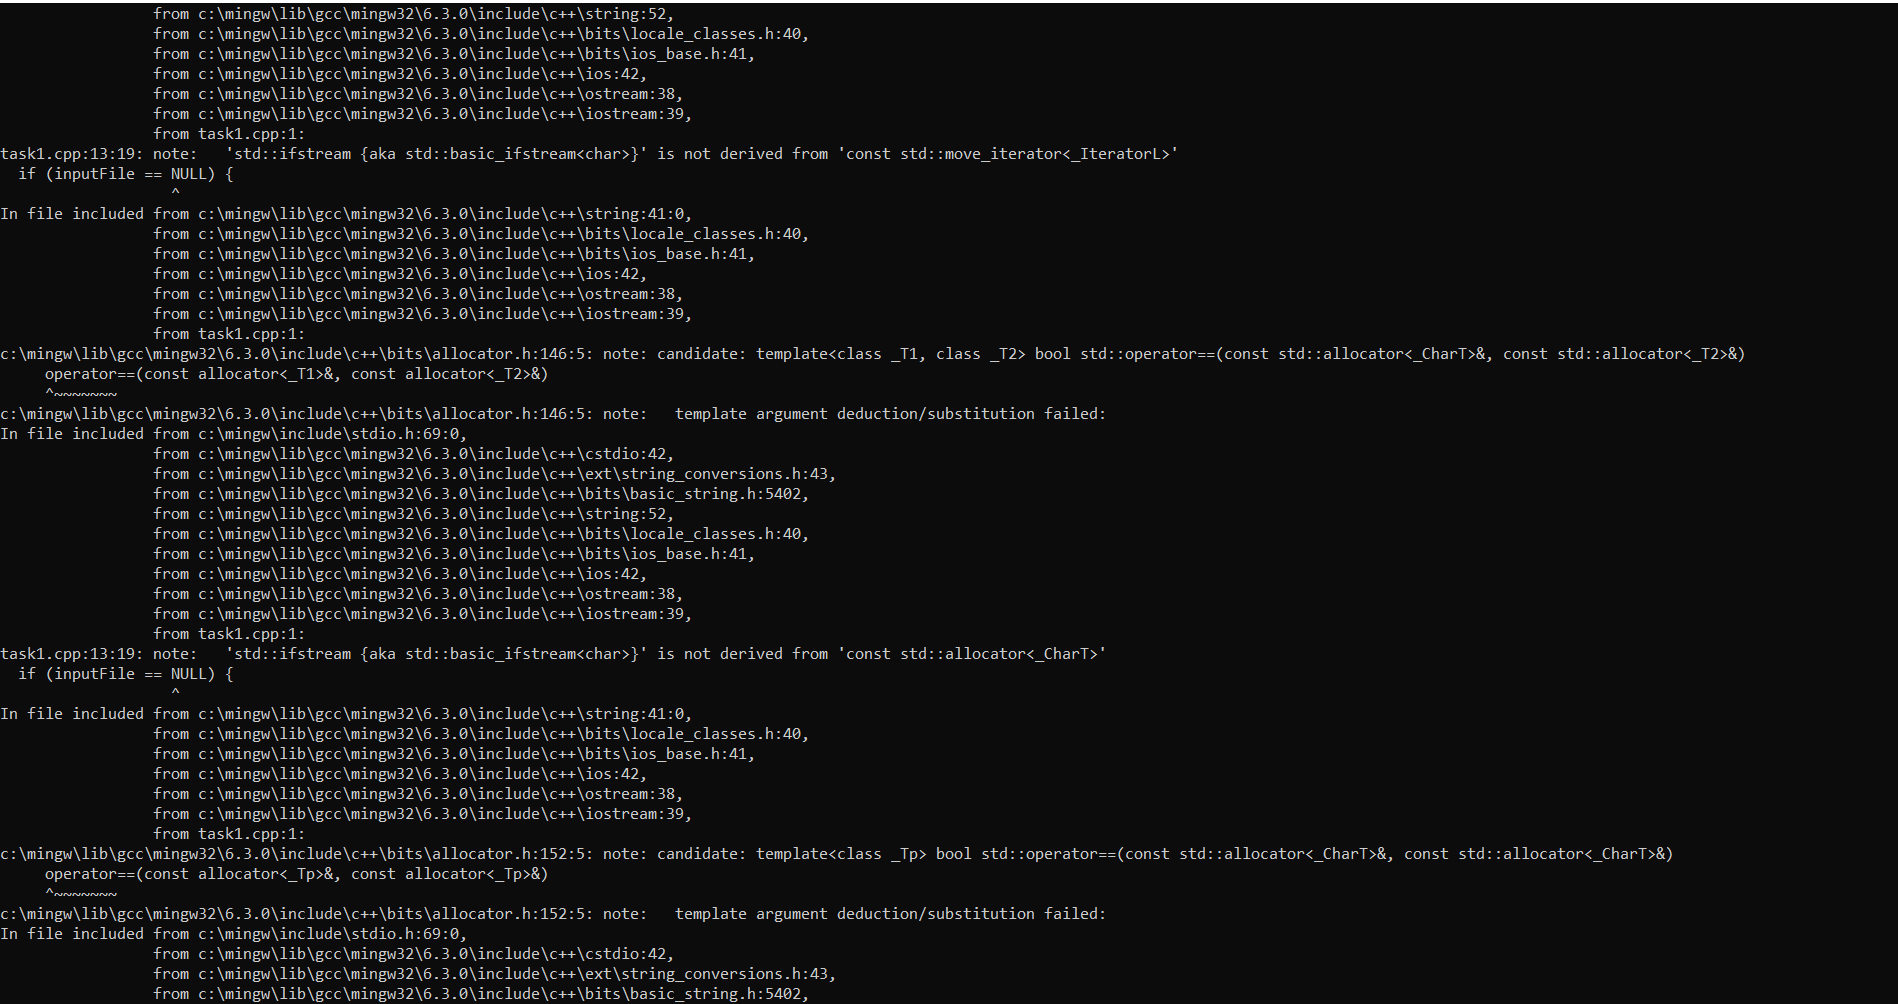 from c:\mingw\lib\gcc\mingw32\6.3.0\include\c++\string:52,
from c:\mingw\lib\gcc\mingw32\6.3.0\include\c++\bits\locale_classes.h:40,
from c:\mingw\lib\gcc\mingw32\6.3.0\include\c++\bits\ios_base.h:41,
from c:\mingw\lib\gcc\mingw32\6.3.0\include\c++\ios:42,
from c:\mingw\lib\gcc\mingw32\6.3.0\include\c++\ostream:38,
from c:\mingw\lib\gcc\mingw32\6.3.0\include\c++\iostream:39,
from task1.cpp:1:
task1.cpp:13:19: note:   'std::ifstream {aka std::basic_ifstream<char>}' is not derived from 'const std::move_iterator<_IteratorL>'
if (inputFile == NULL) {
^
In file included from c:\mingw\lib\gcc\mingw32\6.3.0\include\c++\string:41:0,
from c:\mingw\lib\gcc\mingw32\6.3.0\include\c++\bits\locale_classes.h:40,
from c:\mingw\lib\gcc\mingw32\6.3.0\include\c++\bits\ios_base.h:41,
from c:\mingw\lib\gcc\mingw32\6.3.0\include\c++\ios:42,
from c:\mingw\lib\gcc\mingw32\6.3.0\include\c++\ostream:38,
from c:\mingw\lib\gcc\mingw32\6.3.0\include\c++\iostream:39,
from task1.cpp:1:
c:\mingw\lib\gcc\mingw32\6.3.0\include\c++\bits\allocator.h:146:5: note: candidate: template<class _T1, class _T2> bool std::operator==(const std::allocator<_CharT>&, const std::allocator<_T2>&)
operator==(const allocator<_T1>&, const allocator<_T2>&)
^~~~~~~~
c:\mingw\lib\gcc\mingw32\6.3.0\include\c++\bits\allocator.h:146:5: note:   template argument deduction/substitution failed:
In file included from c:\mingw\include\stdio.h:69:0,
from c:\mingw\lib\gcc\mingw32\6.3.0\include\c++\cstdio:42,
from c:\mingw\lib\gcc\mingw32\6.3.0\include\c++\ext\string_conversions.h:43,
from c:\mingw\lib\gcc\mingw32\6.3.0\include\c++\bits\basic_string.h:5402,
from c:\mingw\lib\gcc\mingw32\6.3.0\include\c++\string:52,
from c:\mingw\lib\gcc\mingw32\6.3.0\include\c++\bits\locale_classes.h:40,
from c:\mingw\lib\gcc\mingw32\6.3.0\include\c++\bits\ios_base.h:41,
from c:\mingw\lib\gcc\mingw32\6.3.0\include\c++\ios:42,
from c:\mingw\lib\gcc\mingw32\6.3.0\include\c++\ostream:38,
from c:\mingw\lib\gcc\mingw32\6.3.0\include\c++\iostream:39,
from task1.cpp:1:
task1.cpp:13:19: note:   'std::ifstream {aka std::basic_ifstream<char>}' is not derived from 'const std::allocator<_CharT>'
if (inputFile == NULL) {
^
In file included from c:\mingw\lib\gcc\mingw32\6.3.0\include\c++\string:41:0,
from c:\mingw\lib\gcc\mingw32\6.3.0\include\c++\bits\locale_classes.h:40,
from c:\mingw\lib\gcc\mingw32\6.3.0\include\c++\bits\ios_base.h:41,
from c:\mingw\lib\gcc\mingw32\6.3.0\include\c++\ios:42,
from c:\mingw\lib\gcc\mingw32\6.3.0\include\c++\ostream:38,
from c:\mingw\lib\gcc\mingw32\6.3.0\include\c++\iostream:39,
from task1.cpp:1:
c:\mingw\lib\gcc\mingw32\6.3.0\include\c++\bits\allocator.h:152:5: note: candidate: template<class _Tp> bool std::operator==(const std::allocator<_CharT>&, const std::allocator<_CharT>&)
operator==(const allocator<_Tp>&, const allocator<_Tp>&)
^~~~~~~~
c:\mingw\lib\gcc\mingw32\6.3.0\include\c++\bits\allocator.h:152:5: note:   template argument deduction/substitution failed:
In file included from c:\mingw\include\stdio.h:69:0,
from c:\mingw\lib\gcc\mingw32\6.3.0\include\c++\cstdio:42,
from c:\mingw\lib\gcc\mingw32\6.3.0\include\c++\ext\string_conversions.h:43,
from c:\mingw\lib\gcc\mingw32\6.3.0\include\c++\bits\basic_string.h:5402,